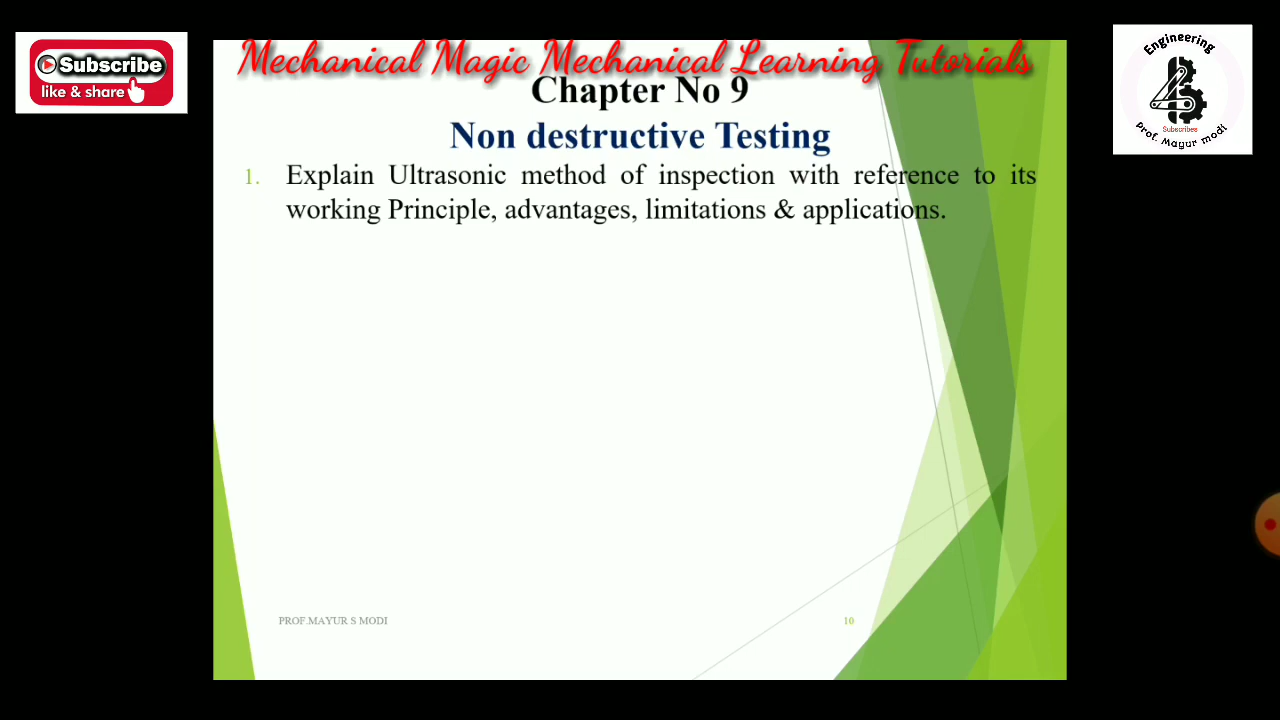 Subscribe
like & share
Mechanical Magic Mechanical Learning Tutorials
Engineering
Subscribes
Prof. Mayur modi
Chapter No 9
Non destructive Testing
1. Explain Ultrasonic method of inspection with reference to its
working Principle, advantages, limitations & applications.
PROF.MAYUR S MODI
10